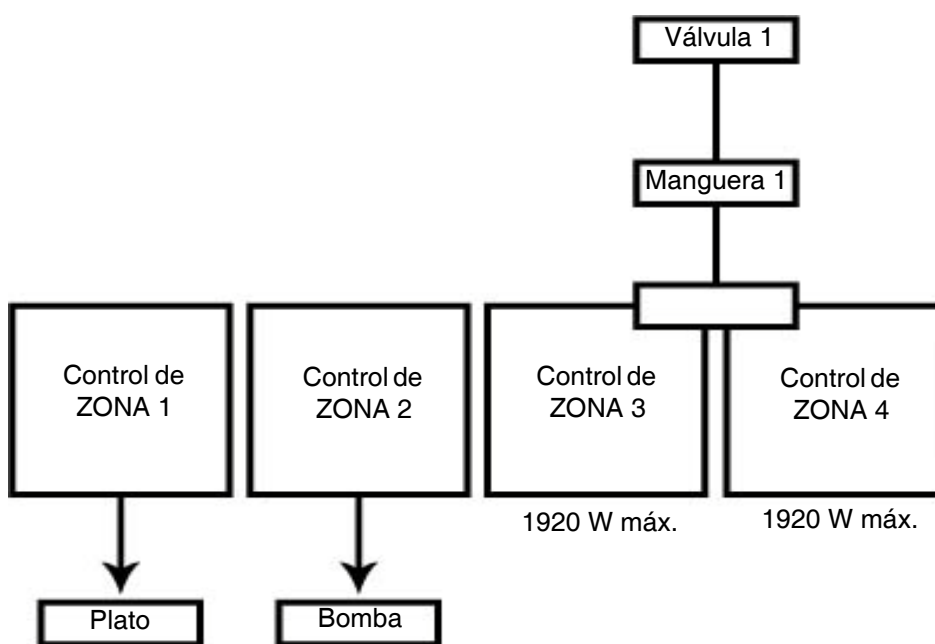 Válvula 1
Manguera 1
Control de
ZONA 1
Control de
ZONA 2
Control de
ZONA 3
Control de
ZONA 4
1920 W máx.
1920 W máx.
Plato
Bomba